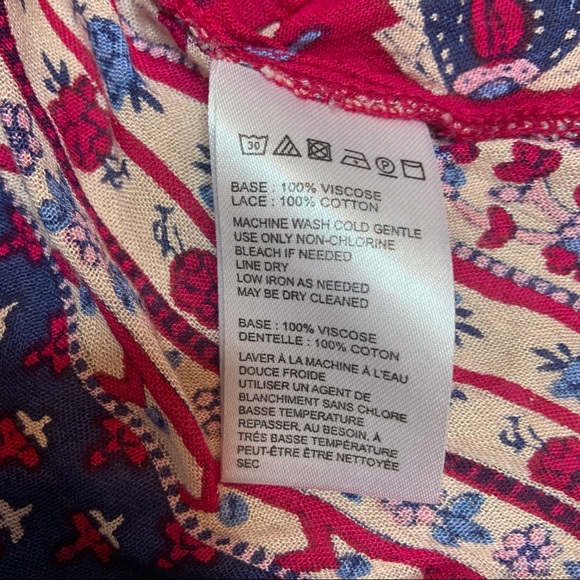 30
P
BASE : 100% VISCOSE
LACE : 100% COTTON
MACHINE WASH COLD GENTLE
USE ONLY NON-CHLORINE
BLEACH IF NEEDED
LINE DRY
LOW IRON AS NEEDED
MAY BE DRY CLEANED
BASE : 100% VISCOSE
DENTELLE : 100% COTON
LAVER À LA MACHINE À L'EAU
DOUCE FROIDE
UTILISER UN AGENT DE
BLANCHIMENT SANS CHLORE
BASSE TEMPERATURE
REPASSER, AU BESOIN, À
TRÉS BASSE TEMPÉRATURE
PEUT-ÊTRE ÊTRE NETTOYÉE
SEC